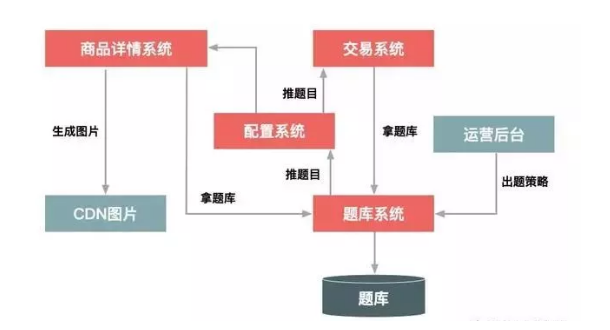 商品详情系统
交易系统
推题目
配置系统
生成图片
拿题库
运营后台
推题目
出题策略
拿题库
CDN图片
题库系统
题库